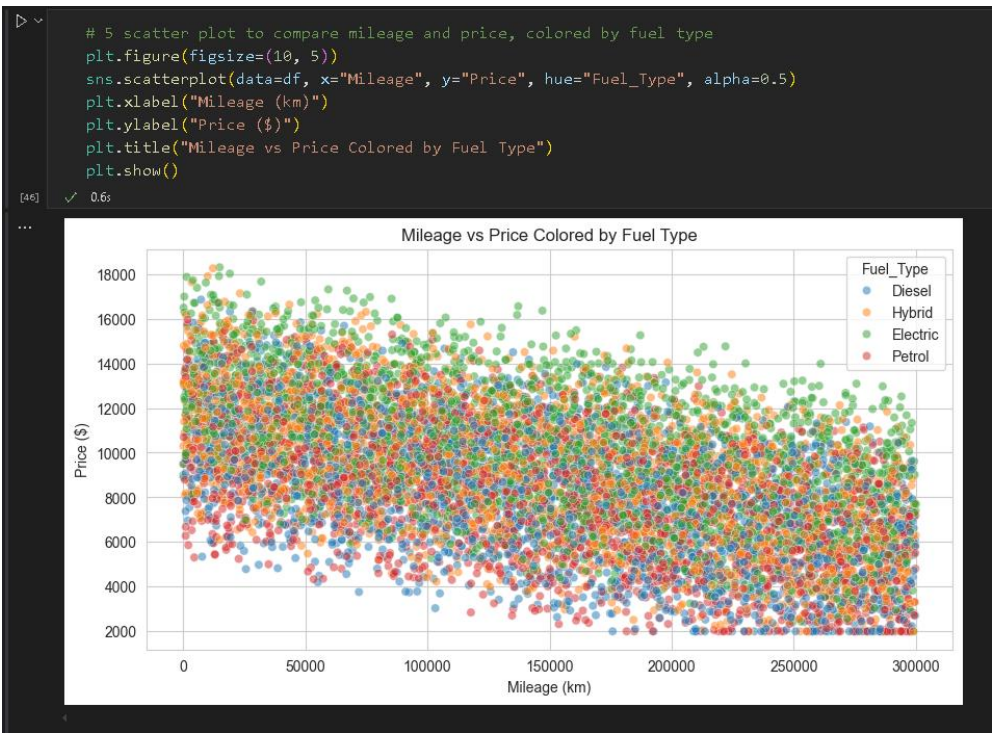 # 5 scatter plot to compare mileage and price, colored by fuel type
plt.figure(figsize=(10, 5))
sns.scatterplot(data=df, x="Mileage", y="Price", hue="Fuel_Type", alpha=0.5)
plt.xlabel("Mileage (km)")
plt.ylabel("Price ($)")
plt.title("Mileage vs Price Colored by Fuel Type")
plt.show()
[46] ✓ 0.6s
...
Mileage vs Price Colored by Fuel Type
Fuel_Type
Diesel
Hybrid
Electric
Petrol
18000
16000
14000
12000
10000
8000
6000
4000
2000
Price ($)
0 50000 100000 150000 200000 250000 300000
Mileage (km)